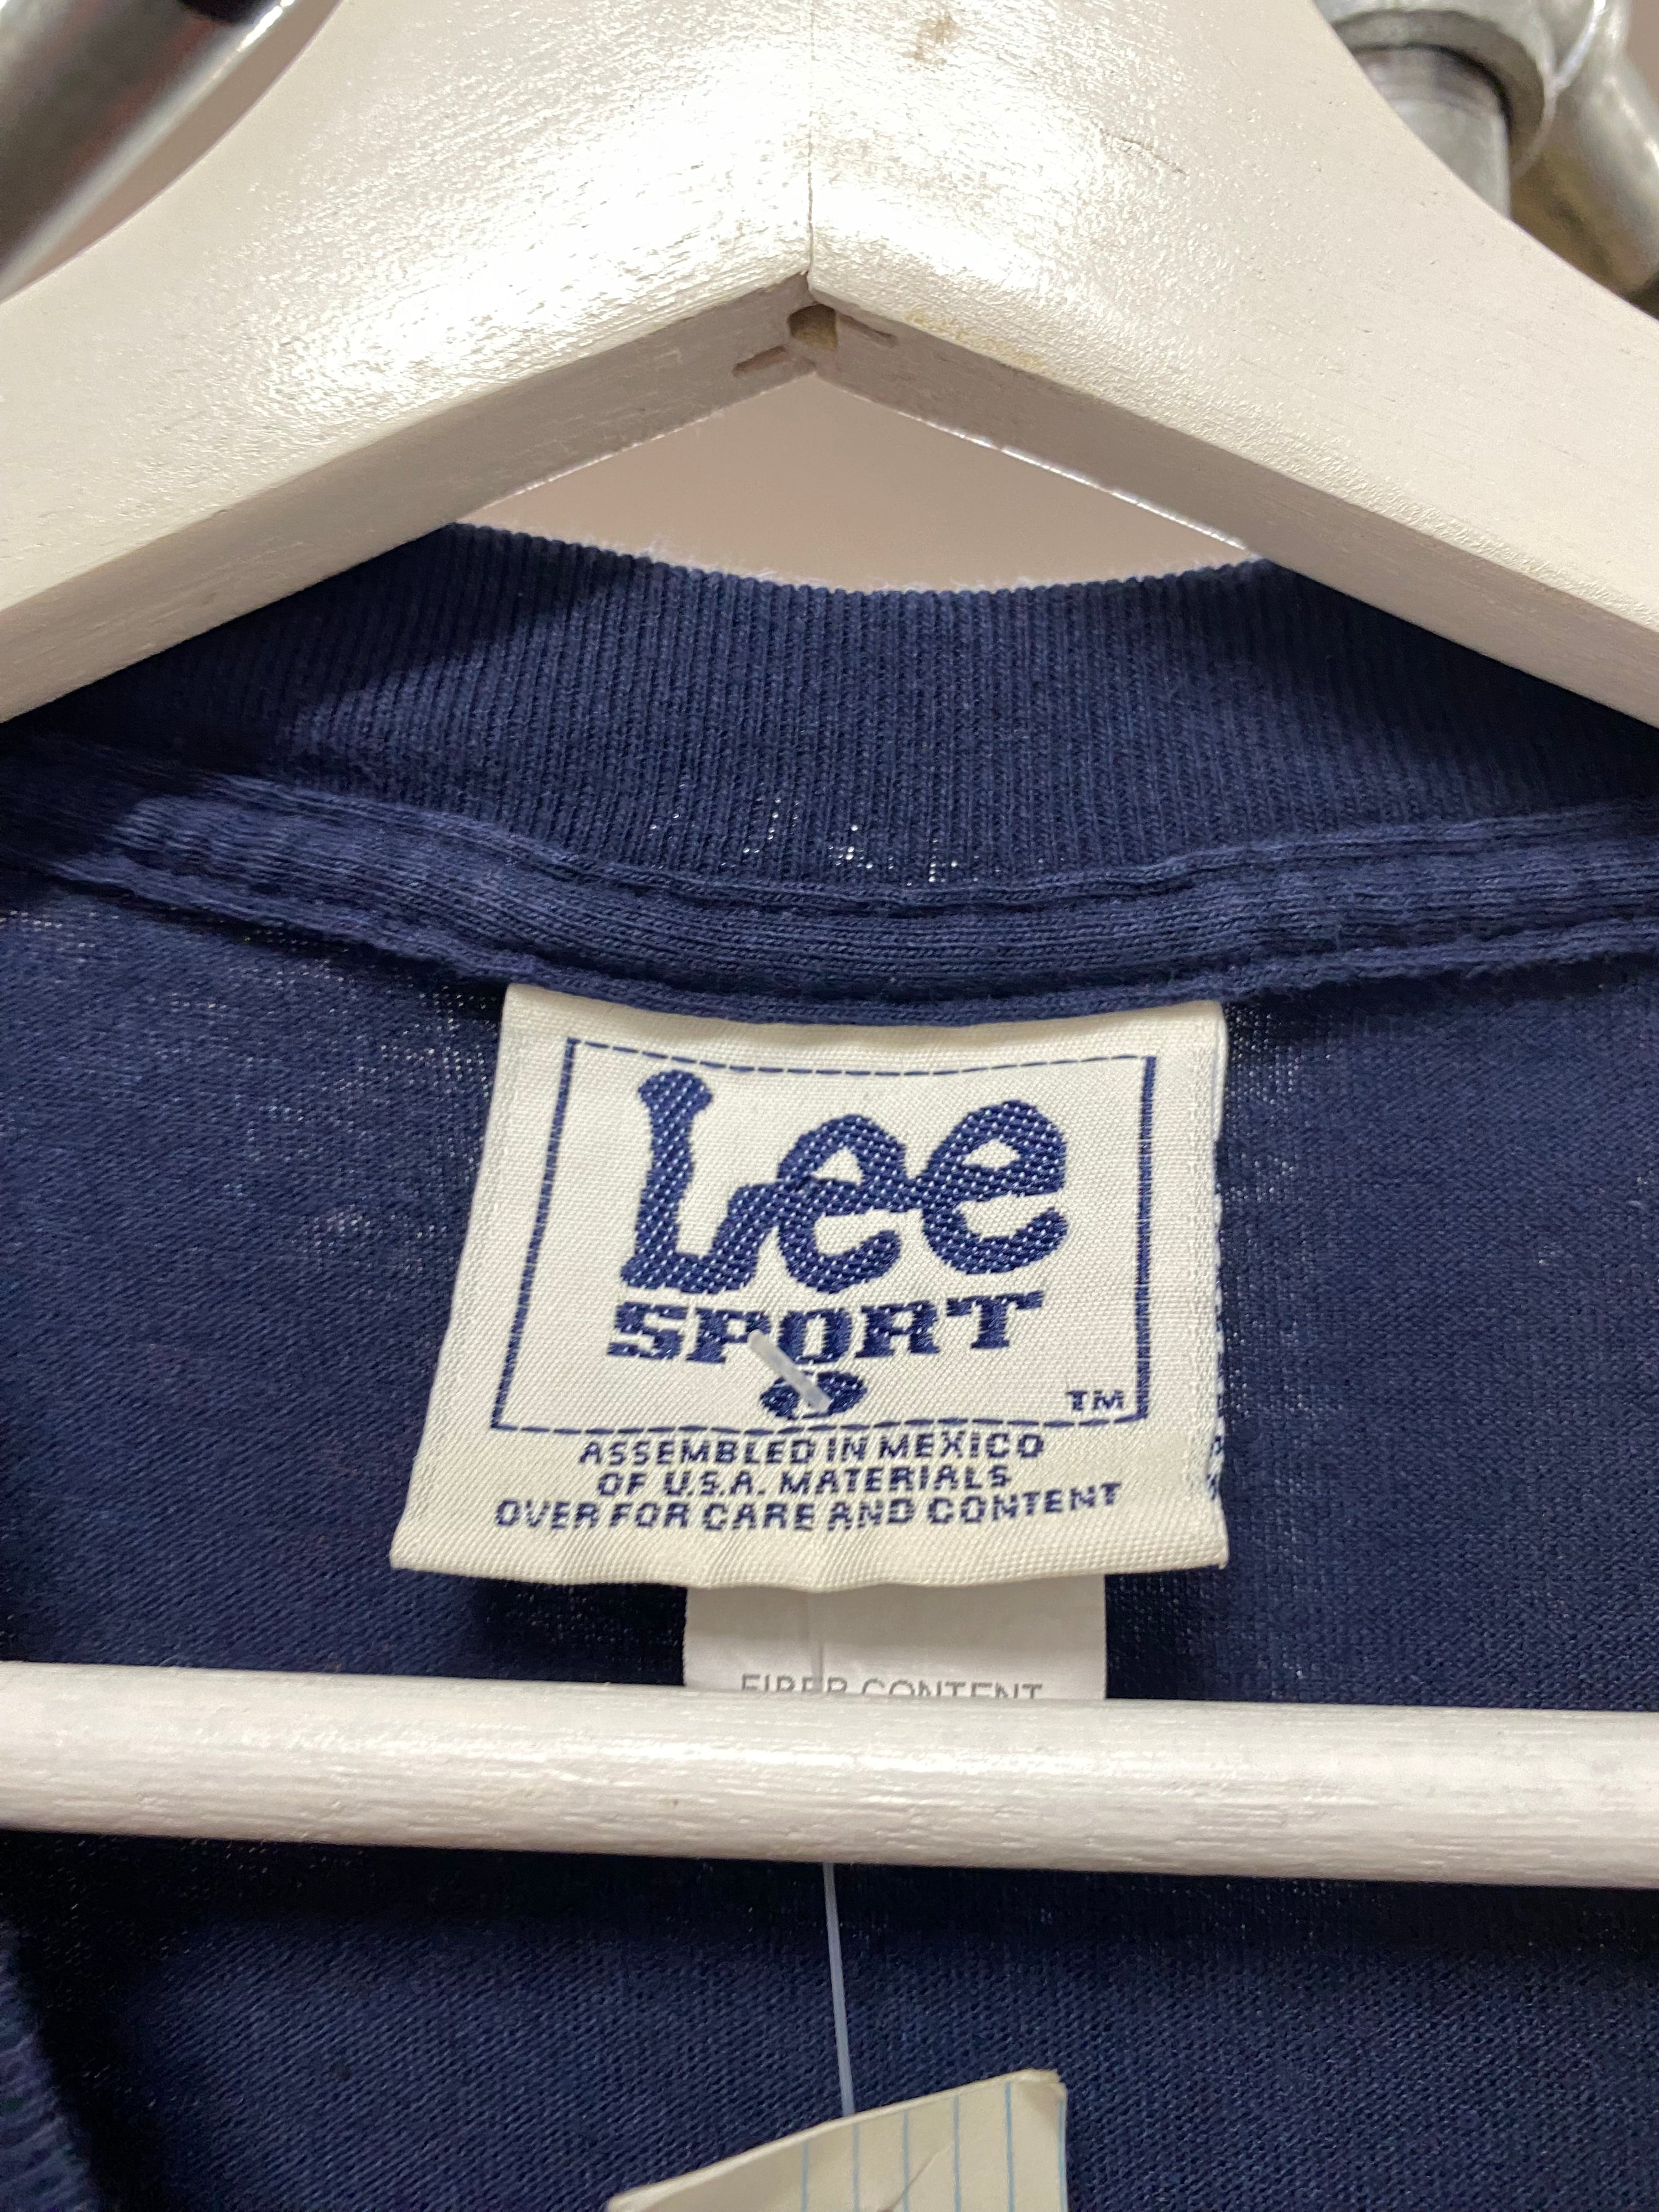 Lee
SPORT
TM
ASSEMBLED IN MEXICO
OF U.S.A. MATERIALS
OVER FOR CARE AND CONTENT
FIBER CONTENT